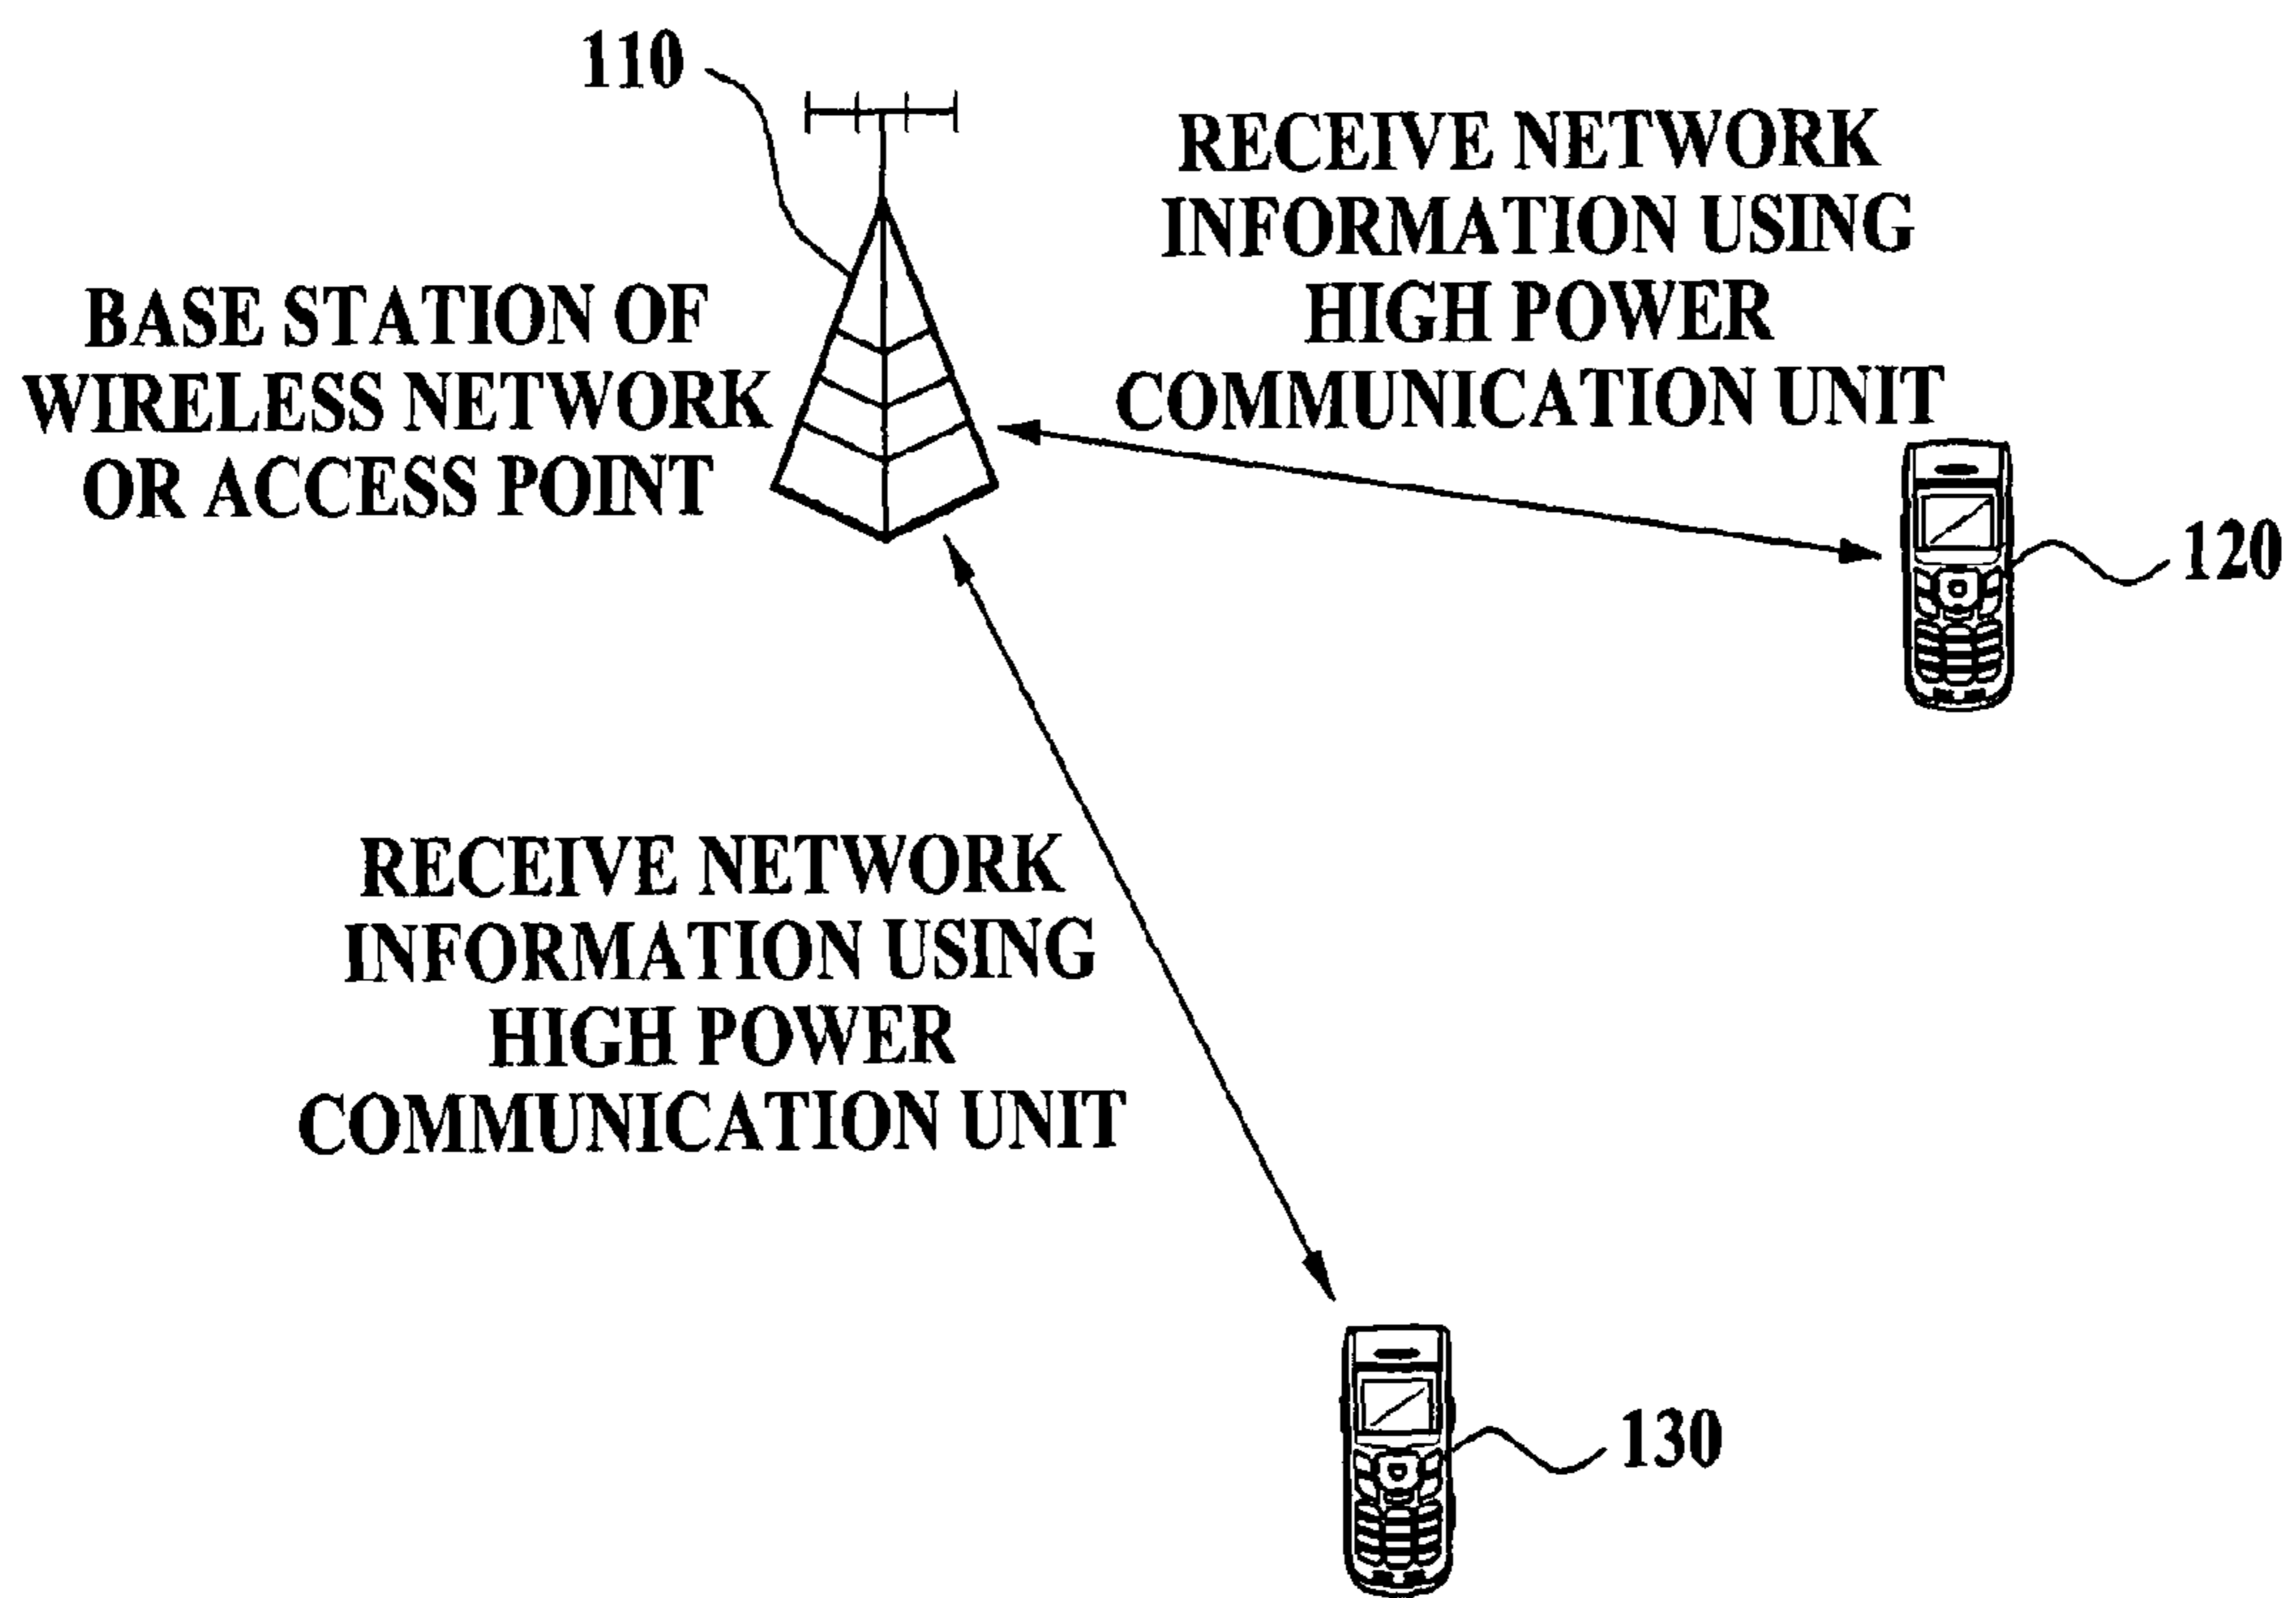 110
RECEIVE NETWORK
INFORMATION USING
HIGH POWER
COMMUNICATION UNIT
BASE STATION OF
WIRELESS NETWORK
OR ACCESS POINT
120
RECEIVE NETWORK
INFORMATION USING
HIGH POWER
COMMUNICATION UNIT
130